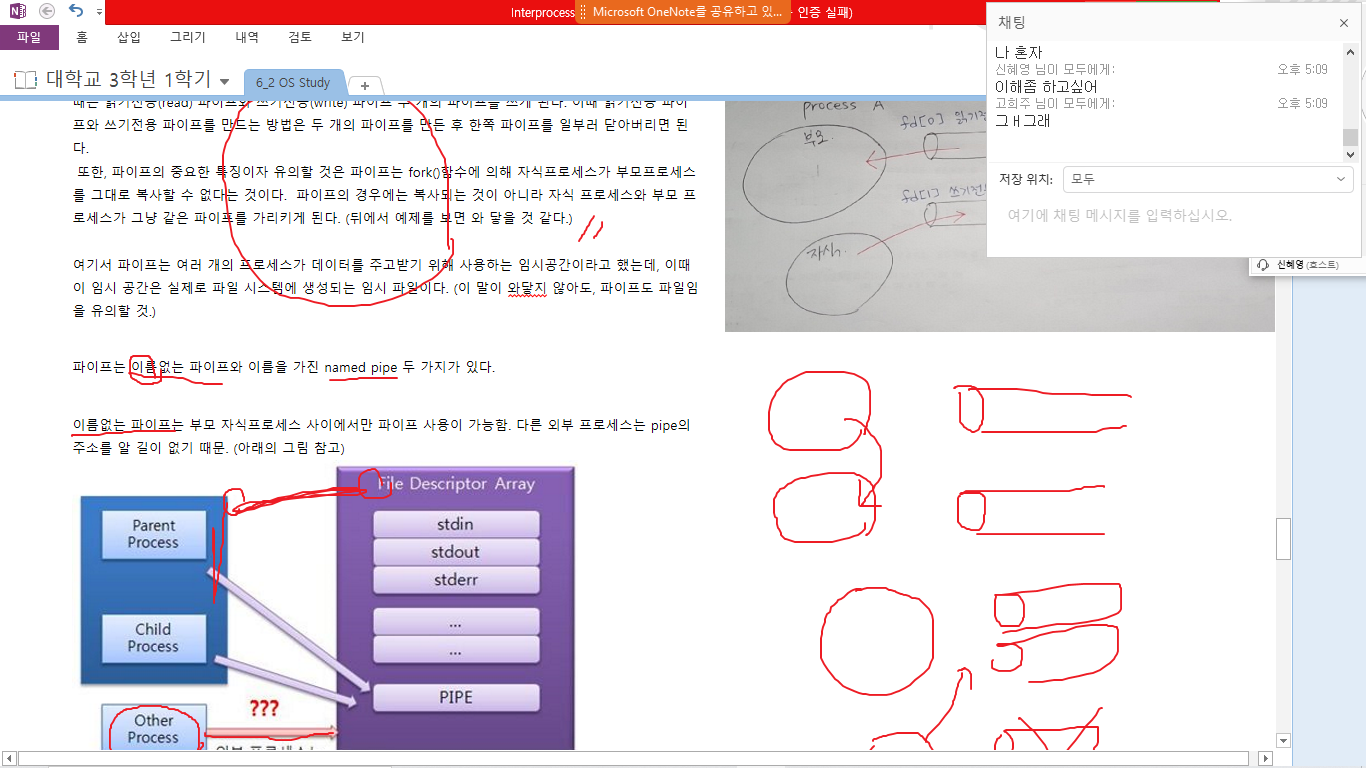 Interprocess
Microsoft OneNote를 공유하고 있...
인증 실패)
파일 홈 삽입 그리기 내역 검토 보기
대학교 3학년 1학기
6_2 OS Study
때는 읽기전용(read) 파이프와 쓰기전용(write) 파이프 두 개의 파이프를 쓰게 된다. 이때 읽기전용 파이
프와 쓰기전용 파이프를 만드는 방법은 두 개의 파이프를 만든 후 한쪽 파이프를 일부러 닫아버리면 된
다.
또한, 파이프의 중요한 특징이자 유의할 것은 파이프는 fork()함수에 의해 자식프로세스가 부모프로세스
를 그대로 복사할 수 없다는 것이다. 파이프의 경우에는 복사되는 것이 아니라 자식 프로세스와 부모 프
로세스가 그냥 같은 파이프를 가리키게 된다. (뒤에서 예제를 보면 와 닿을 것 같다.)
여기서 파이프는 여러 개의 프로세스가 데이터를 주고받기 위해 사용하는 임시공간이라고 했는데, 이때
이 임시 공간은 실제로 파일 시스템에 생성되는 임시 파일이다. (이 말이 와닿지 않아도, 파이프도 파일임
을 유의할 것.)
파이프는 이름없는 파이프와 이름을 가진 named pipe 두 가지가 있다.
이름없는 파이프는 부모 자식프로세스 사이에서만 파이프 사용이 가능함. 다른 외부 프로세스는 pipe의
주소를 알 길이 없기 때문. (아래의 그림 참고)
File Descriptor Array
Parent
Process
stdin
stdout
stderr
...
Child
Process
...
PIPE
Other
Process
???
process A
부모
fd[0] 읽기
fd[1] 쓰기전
자식
채팅
나 혼자
신혜영 님이 모두에게: 오후 5:09
이해좀 하고싶어
고희주 님이 모두에게: 오후 5:09
그ㅐ그래
저장 위치: 모두
여기에 채팅 메시지를 입력하십시오.
신혜영 (호스트)